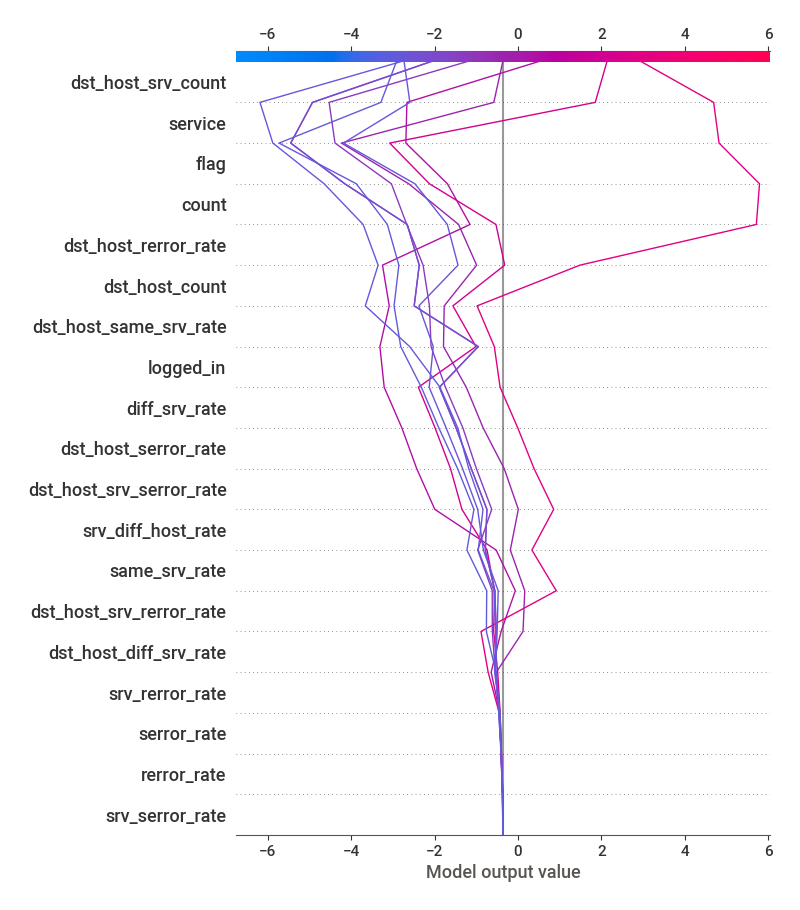 −6 −4 −2 0 2 4 6
dst_host_srv_count
service
flag
count
dst_host_rerror_rate
dst_host_count
dst_host_same_srv_rate
logged_in
diff_srv_rate
dst_host_serror_rate
dst_host_srv_serror_rate
srv_diff_host_rate
same_srv_rate
dst_host_srv_rerror_rate
dst_host_diff_srv_rate
srv_rerror_rate
serror_rate
rerror_rate
srv_serror_rate
−6 −4 −2 0 2 4 6
Model output value